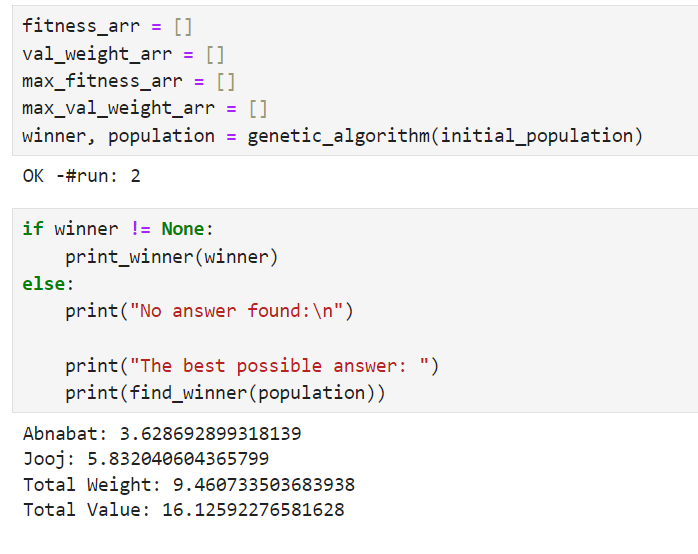 fitness_arr = []
val_weight_arr = []
max_fitness_arr = []
max_val_weight_arr = []
winner, population = genetic_algorithm(initial_population)
OK -#run: 2
if winner != None:
    print_winner(winner)
else:
    print("No answer found:\n")

    print("The best possible answer: ")
    print(find_winner(population))
Abnabat: 3.628692899318139
Jooj: 5.832040604365799
Total Weight: 9.460733503683938
Total Value: 16.12592276581628